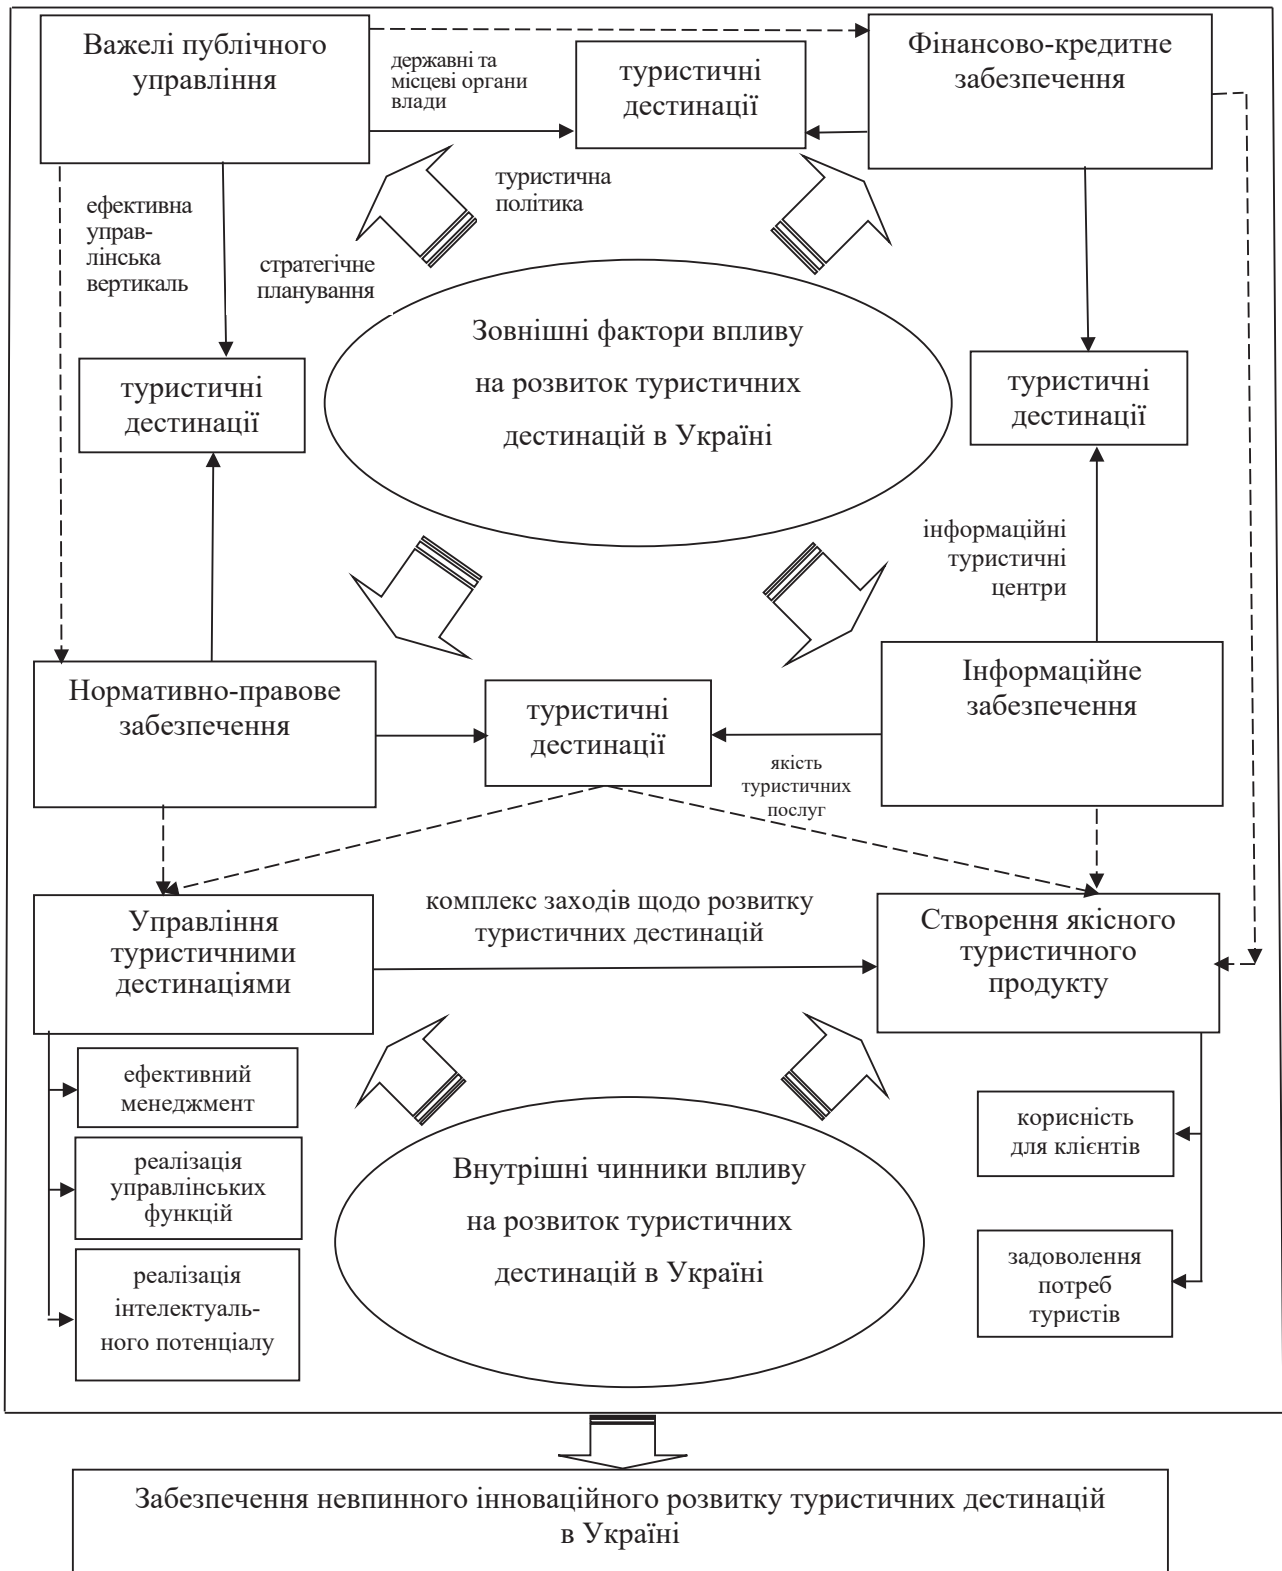 Важелі публічного
управління
державні та
місцеві органи
влади
туристичні
дестинації
Фінансово-кредитне
забезпечення
ефективна
управ-
лінська
вертикаль
туристична
політика
стратегічне
планування
Зовнішні фактори впливу
на розвиток туристичних
дестинацій в Україні
туристичні
дестинації
туристичні
дестинації
інформаційні
туристичні
центри
Нормативно-правове
забезпечення
туристичні
дестинації
Інформаційне
забезпечення
якість
туристичних
послуг
Управління
туристичними
дестинаціями
комплекс заходів щодо розвитку
туристичних дестинацій
Створення якісного
туристичного
продукту
ефективний
менеджмент
реалізація
управлінських
функцій
реалізація
інтелектуаль-
ного потенціалу
Внутрішні чинники впливу
на розвиток туристичних
дестинацій в Україні
корисність
для клієнтів
задоволення
потреб
туристів
Забезпечення невпинного інноваційного розвитку туристичних дестинацій
в Україні